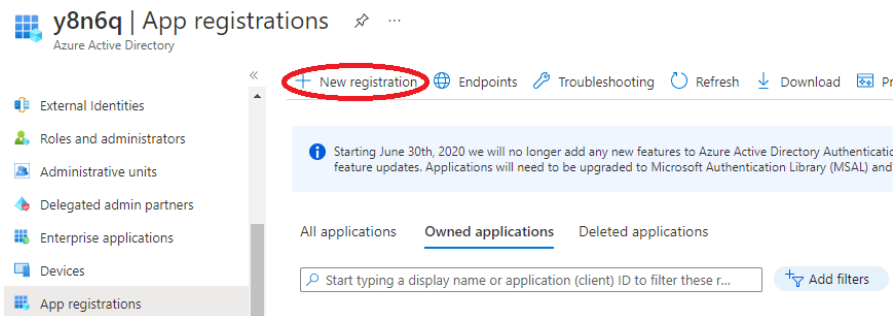 y8n6q | App registrations
Azure Active Directory
New registration Endpoints Troubleshooting Refresh Download
External Identities
Roles and administrators
Administrative units
Delegated admin partners
Enterprise applications
Devices
App registrations
Starting June 30th, 2020 we will no longer add any new features to Azure Active Directory
feature updates. Applications will need to be upgraded to Microsoft Authentication Library (MSAL) and
All applications Owned applications Deleted applications
Start typing a display name or application (client) ID to filter these r...
Add filters